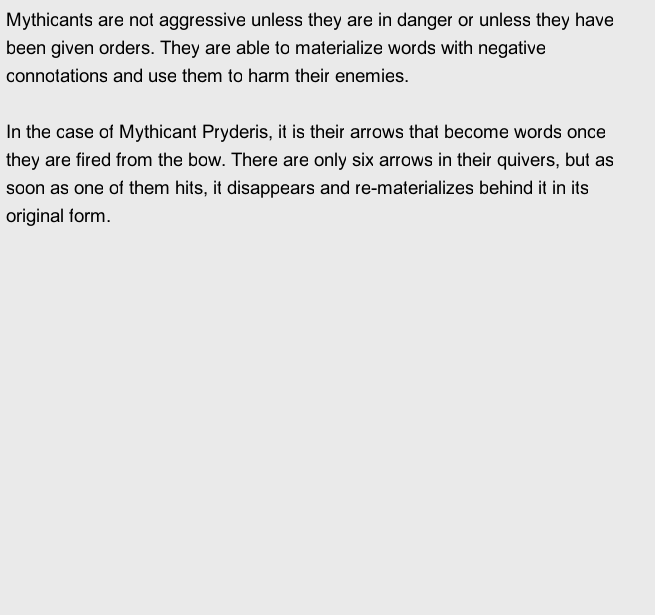 Mythicants are not aggressive unless they are in danger or unless they have
been given orders. They are able to materialize words with negative
connotations and use them to harm their enemies.
In the case of Mythicant Pryderis, it is their arrows that become words once
they are fired from the bow. There are only six arrows in their quivers, but as
soon as one of them hits, it disappears and re-materializes behind it in its
original form.